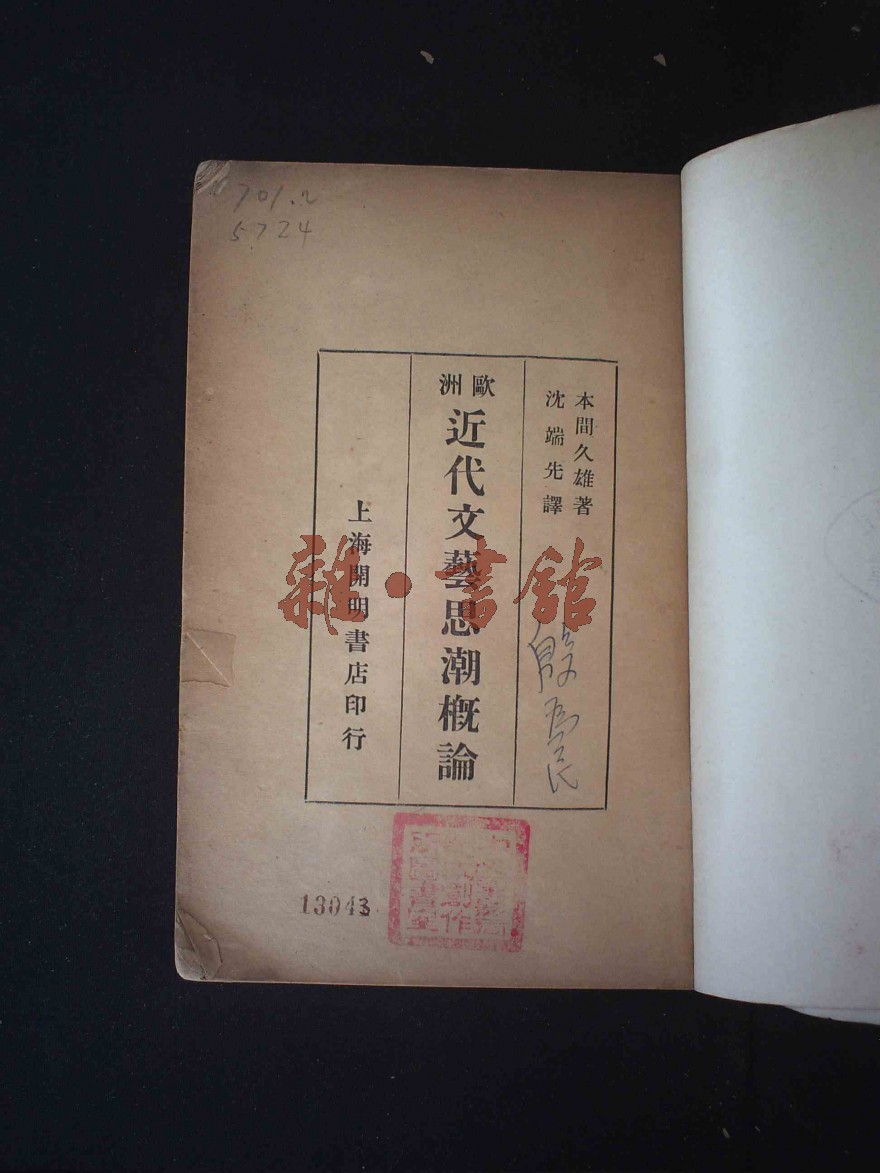 701.2
5724
本間久雄著
沈端先譯
歐洲
近代文藝思潮概論
上海開明書店印行
雜·書館
13043